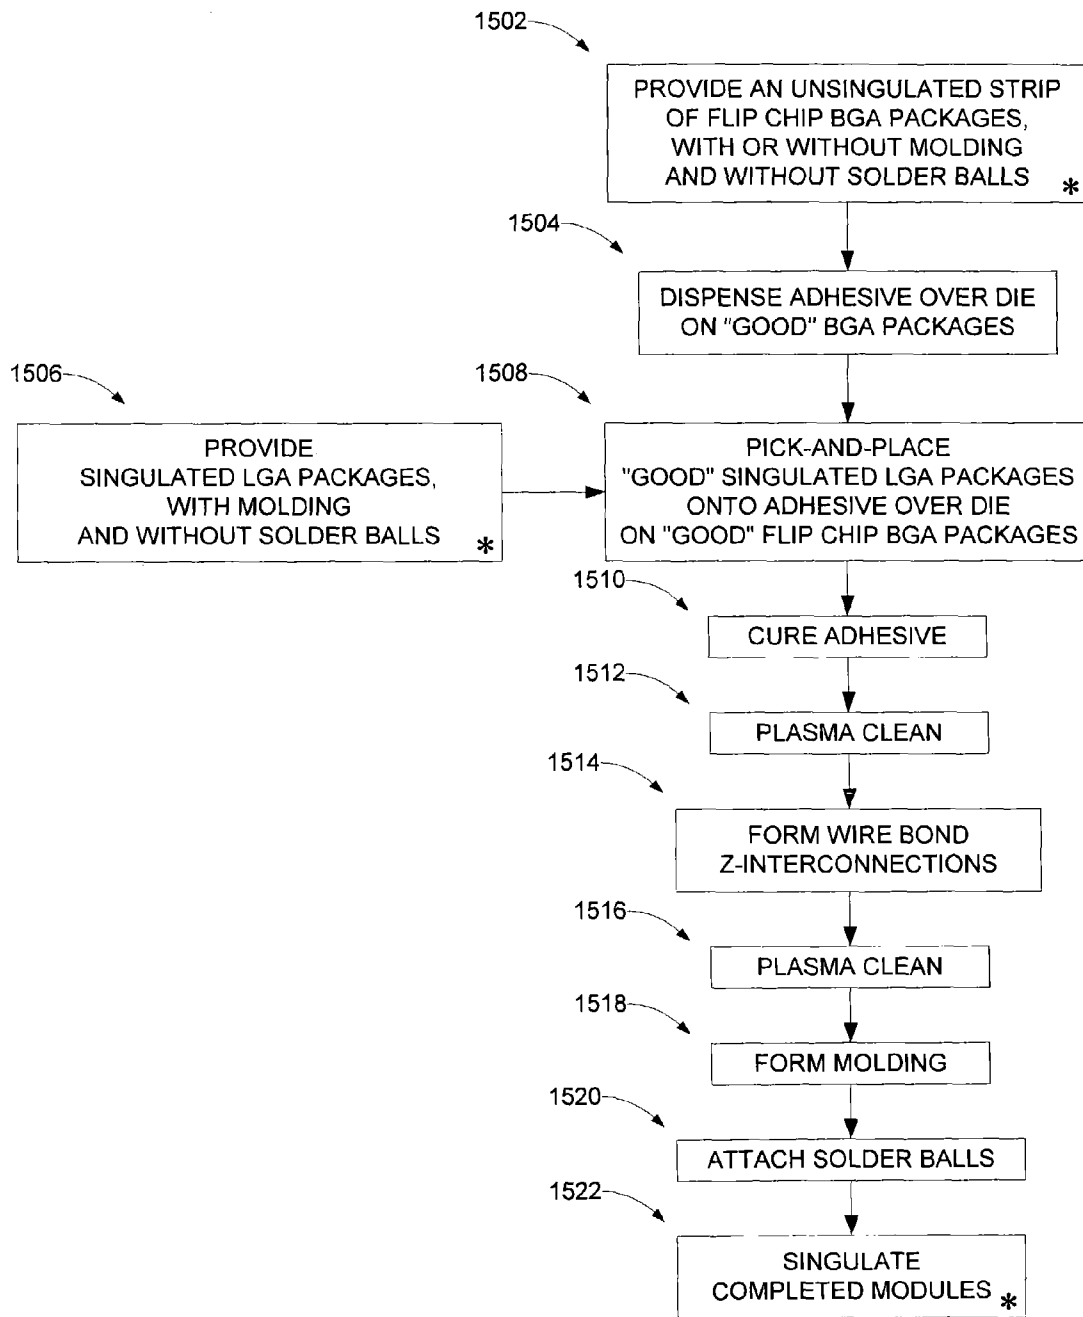 1502
PROVIDE AN UNSINGULATED STRIP
OF FLIP CHIP BGA PACKAGES,
WITH OR WITHOUT MOLDING
AND WITHOUT SOLDER BALLS *
1504
DISPENSE ADHESIVE OVER DIE
ON "GOOD" BGA PACKAGES
1506
PROVIDE
SINGULATED LGA PACKAGES,
WITH MOLDING
AND WITHOUT SOLDER BALLS *
1508
PICK-AND-PLACE
"GOOD" SINGULATED LGA PACKAGES
ONTO ADHESIVE OVER DIE
ON "GOOD" FLIP CHIP BGA PACKAGES
1510
CURE ADHESIVE
1512
PLASMA CLEAN
1514
FORM WIRE BOND
Z-INTERCONNECTIONS
1516
PLASMA CLEAN
1518
FORM MOLDING
1520
ATTACH SOLDER BALLS
1522
SINGULATE
COMPLETED MODULES *